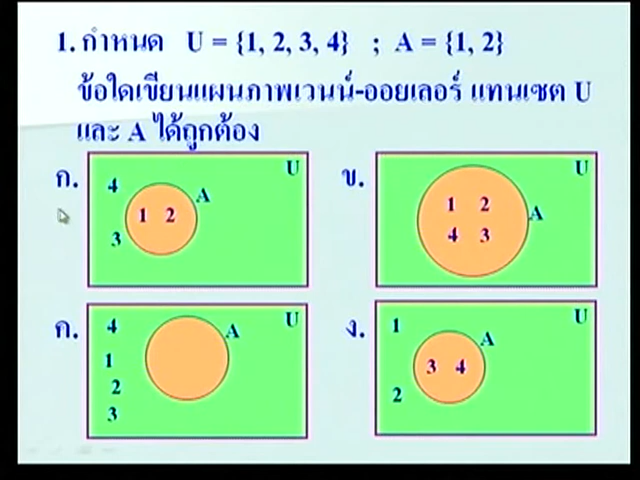 1. กำหนด U = {1, 2, 3, 4} ; A = {1, 2}
ข้อใดเขียนแผนภาพเวนน์-ออยเลอร์ แทนเซต U
และ A ได้ถูกต้อง
ก.
U
4
A
1 2
3
ข.
U
1 2
A
4 3
ค.
U
4
A
1
2
3
ง.
U
1
A
3 4
2